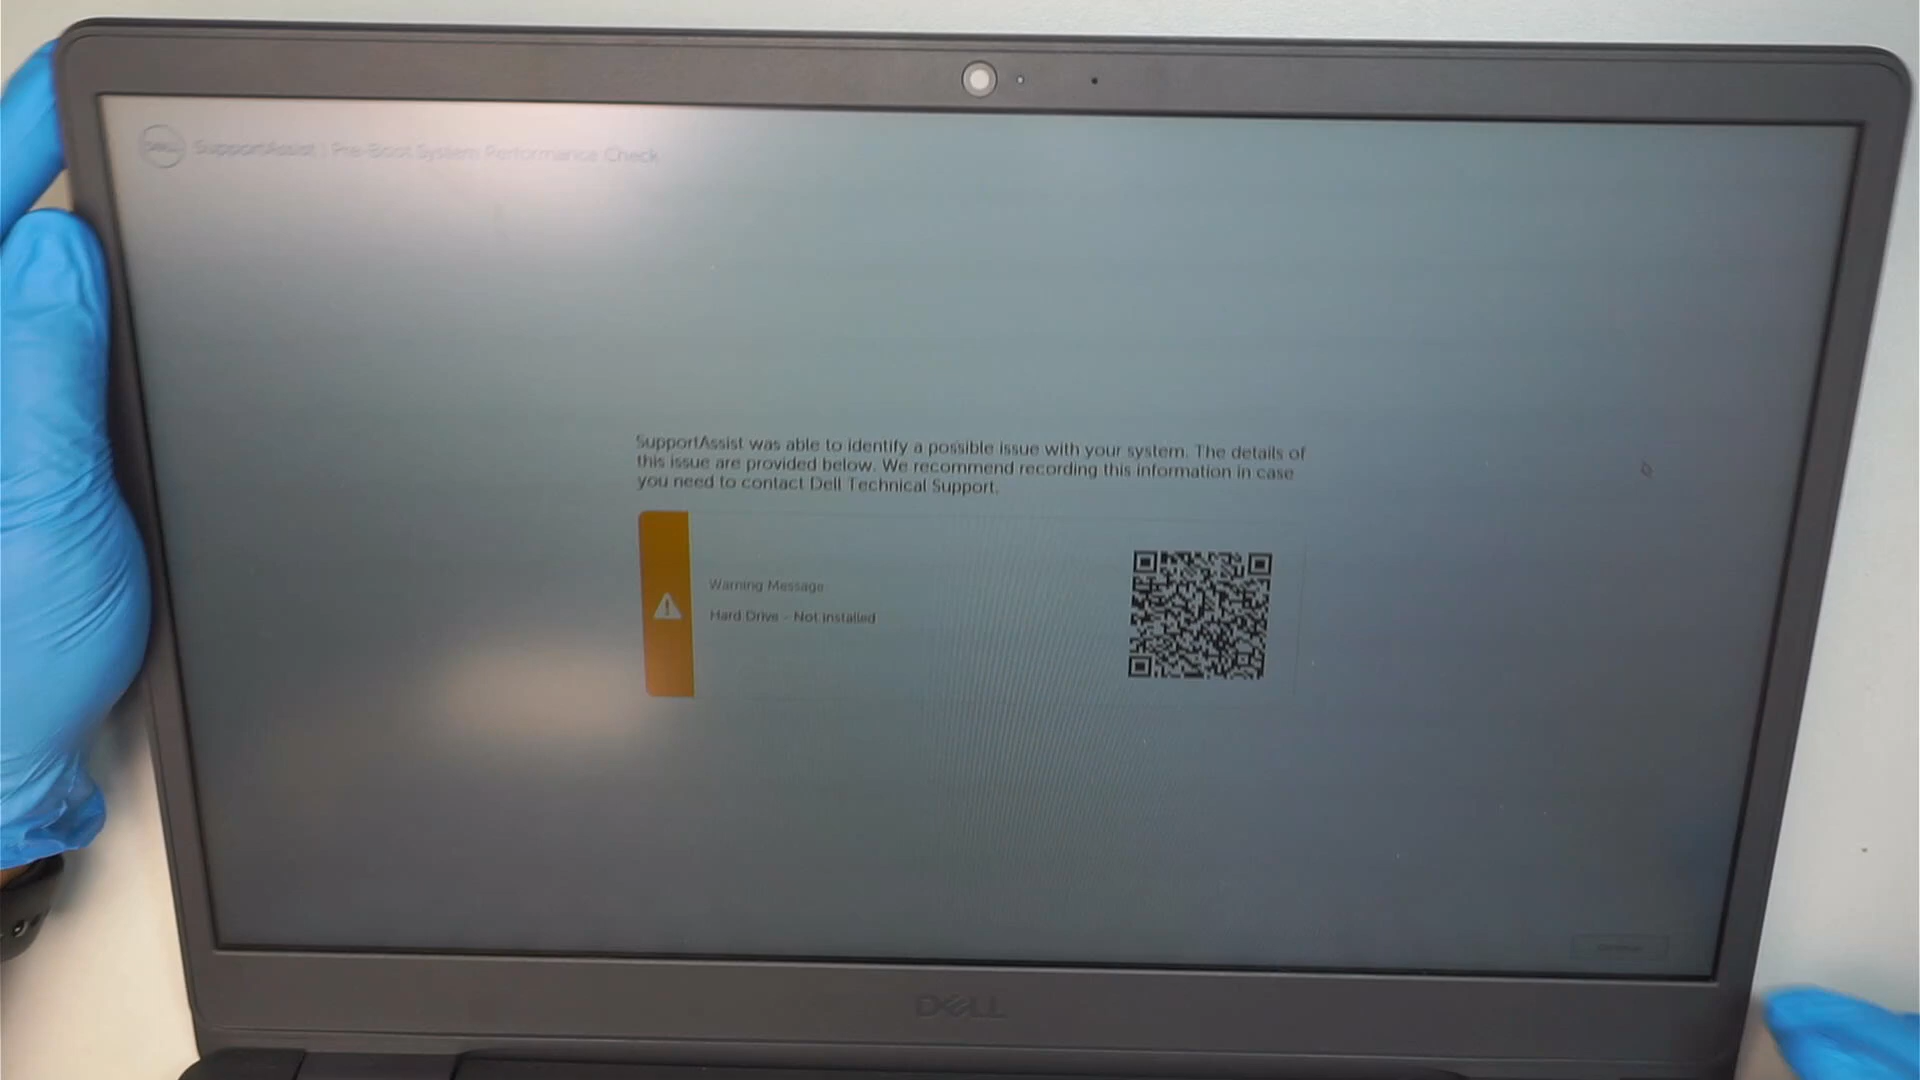 DELL SupportAssist | Pre-Boot System Performance Check
SupportAssist was able to identify a possible issue with your system. The details of
this issue are provided below. We recommend recording this information in case
you need to contact Dell Technical Support.
Warning Message
Hard Drive - Not Installed
DELL